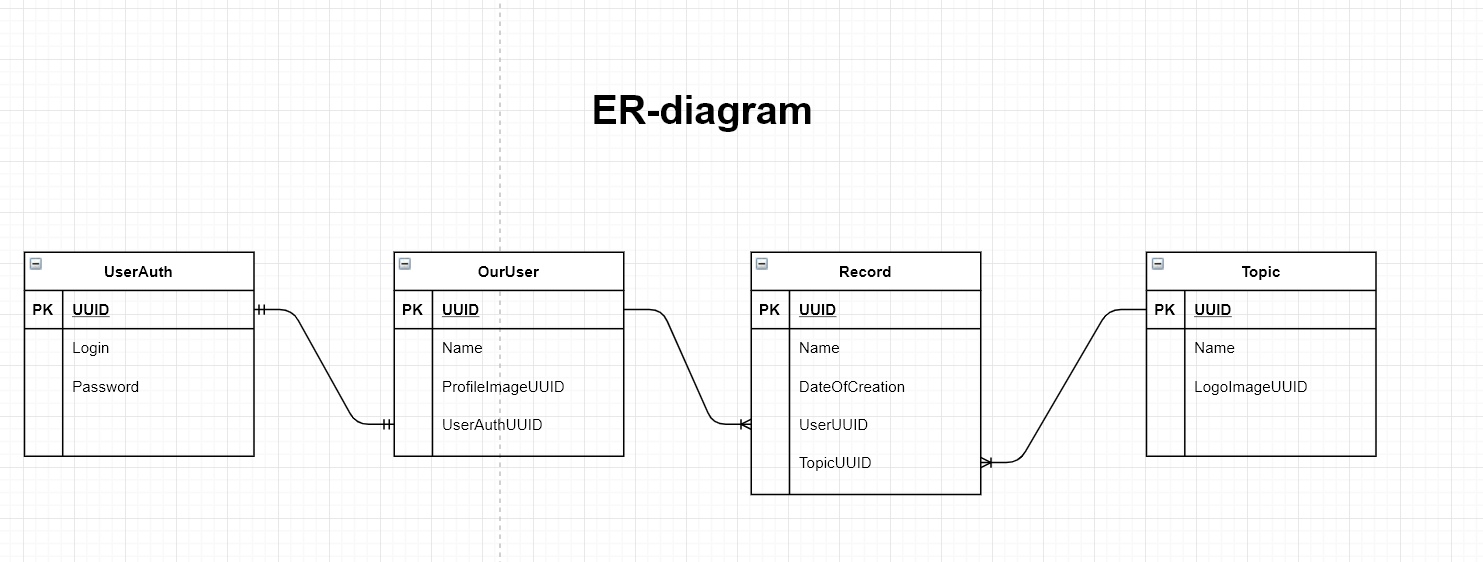 ER-diagram
UserAuth
PK UUID
Login
Password
OurUser
PK UUID
Name
ProfileImageUUID
UserAuthUUID
Record
PK UUID
Name
DateOfCreation
UserUUID
TopicUUID
Topic
PK UUID
Name
LogoImageUUID